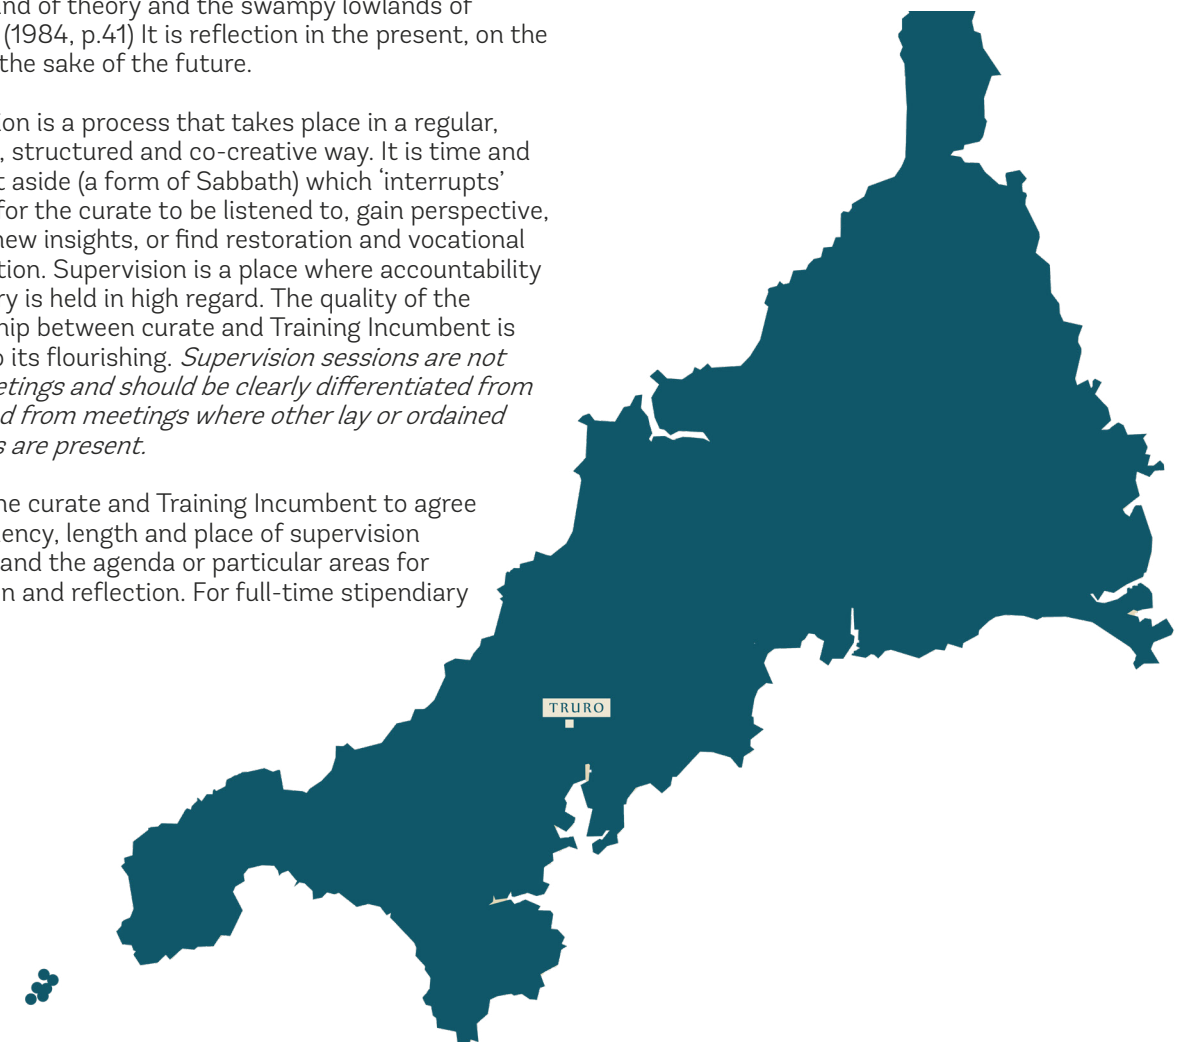 nd of theory and the swampy lowlands of
(1984, p.41) It is reflection in the present, on the
the sake of the future.
on is a process that takes place in a regular,
, structured and co-creative way. It is time and
t aside (a form of Sabbath) which ‘interrupts’
for the curate to be listened to, gain perspective,
new insights, or find restoration and vocational
tion. Supervision is a place where accountability
ry is held in high regard. The quality of the
hip between curate and Training Incumbent is
o its flourishing. Supervision sessions are not
etings and should be clearly differentiated from
d from meetings where other lay or ordained
s are present.
he curate and Training Incumbent to agree
ency, length and place of supervision
and the agenda or particular areas for
n and reflection. For full-time stipendiary
TRURO